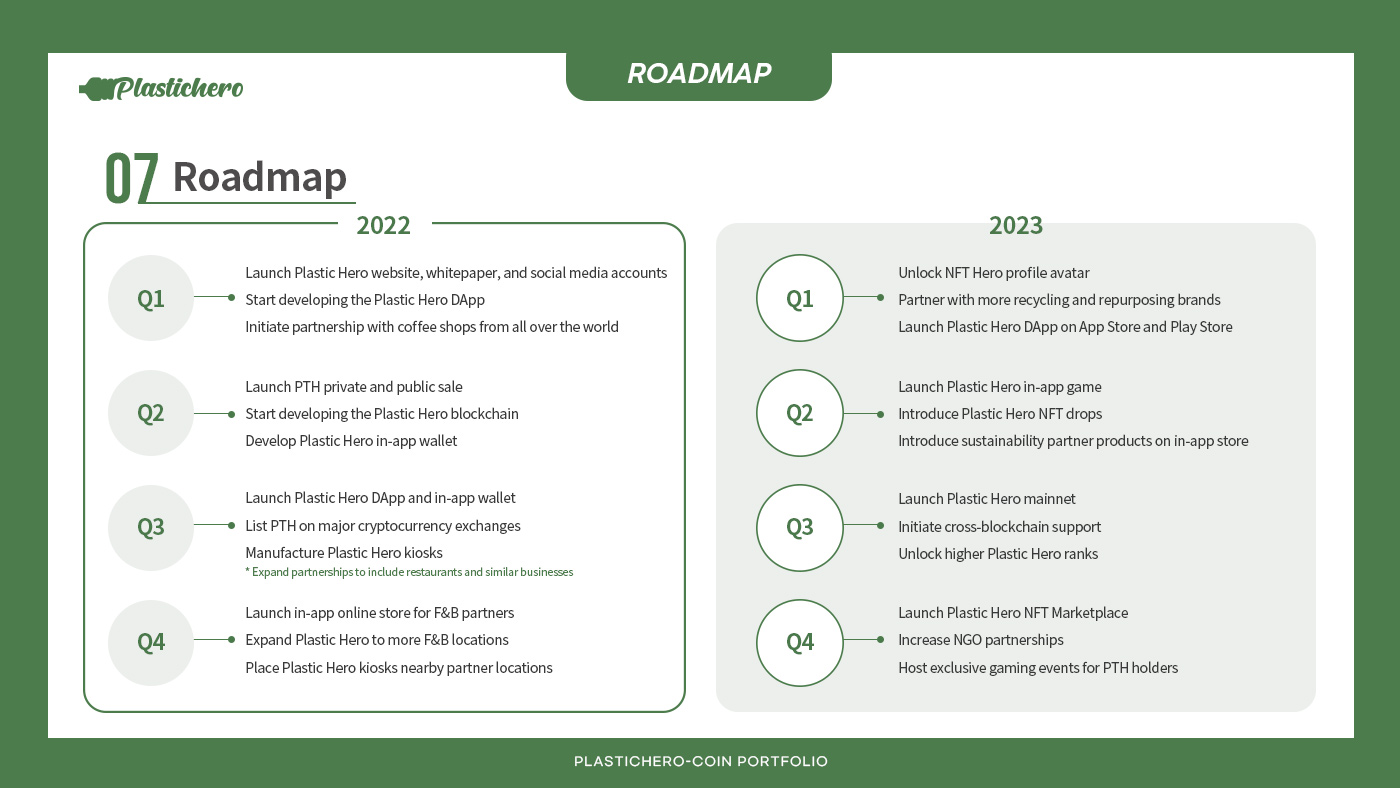 Plastichero
ROADMAP
07 Roadmap
2022
Q1
Launch Plastic Hero website, whitepaper, and social media accounts
Start developing the Plastic Hero DApp
Initiate partnership with coffee shops from all over the world
Q2
Launch PTH private and public sale
Start developing the Plastic Hero blockchain
Develop Plastic Hero in-app wallet
Q3
Launch Plastic Hero DApp and in-app wallet
List PTH on major cryptocurrency exchanges
Manufacture Plastic Hero kiosks
* Expand partnerships to include restaurants and similar businesses
Q4
Launch in-app online store for F&B partners
Expand Plastic Hero to more F&B locations
Place Plastic Hero kiosks nearby partner locations
2023
Q1
Unlock NFT Hero profile avatar
Partner with more recycling and repurposing brands
Launch Plastic Hero DApp on App Store and Play Store
Q2
Launch Plastic Hero in-app game
Introduce Plastic Hero NFT drops
Introduce sustainability partner products on in-app store
Q3
Launch Plastic Hero mainnet
Initiate cross-blockchain support
Unlock higher Plastic Hero ranks
Q4
Launch Plastic Hero NFT Marketplace
Increase NGO partnerships
Host exclusive gaming events for PTH holders
PLASTICHERO-COIN PORTFOLIO